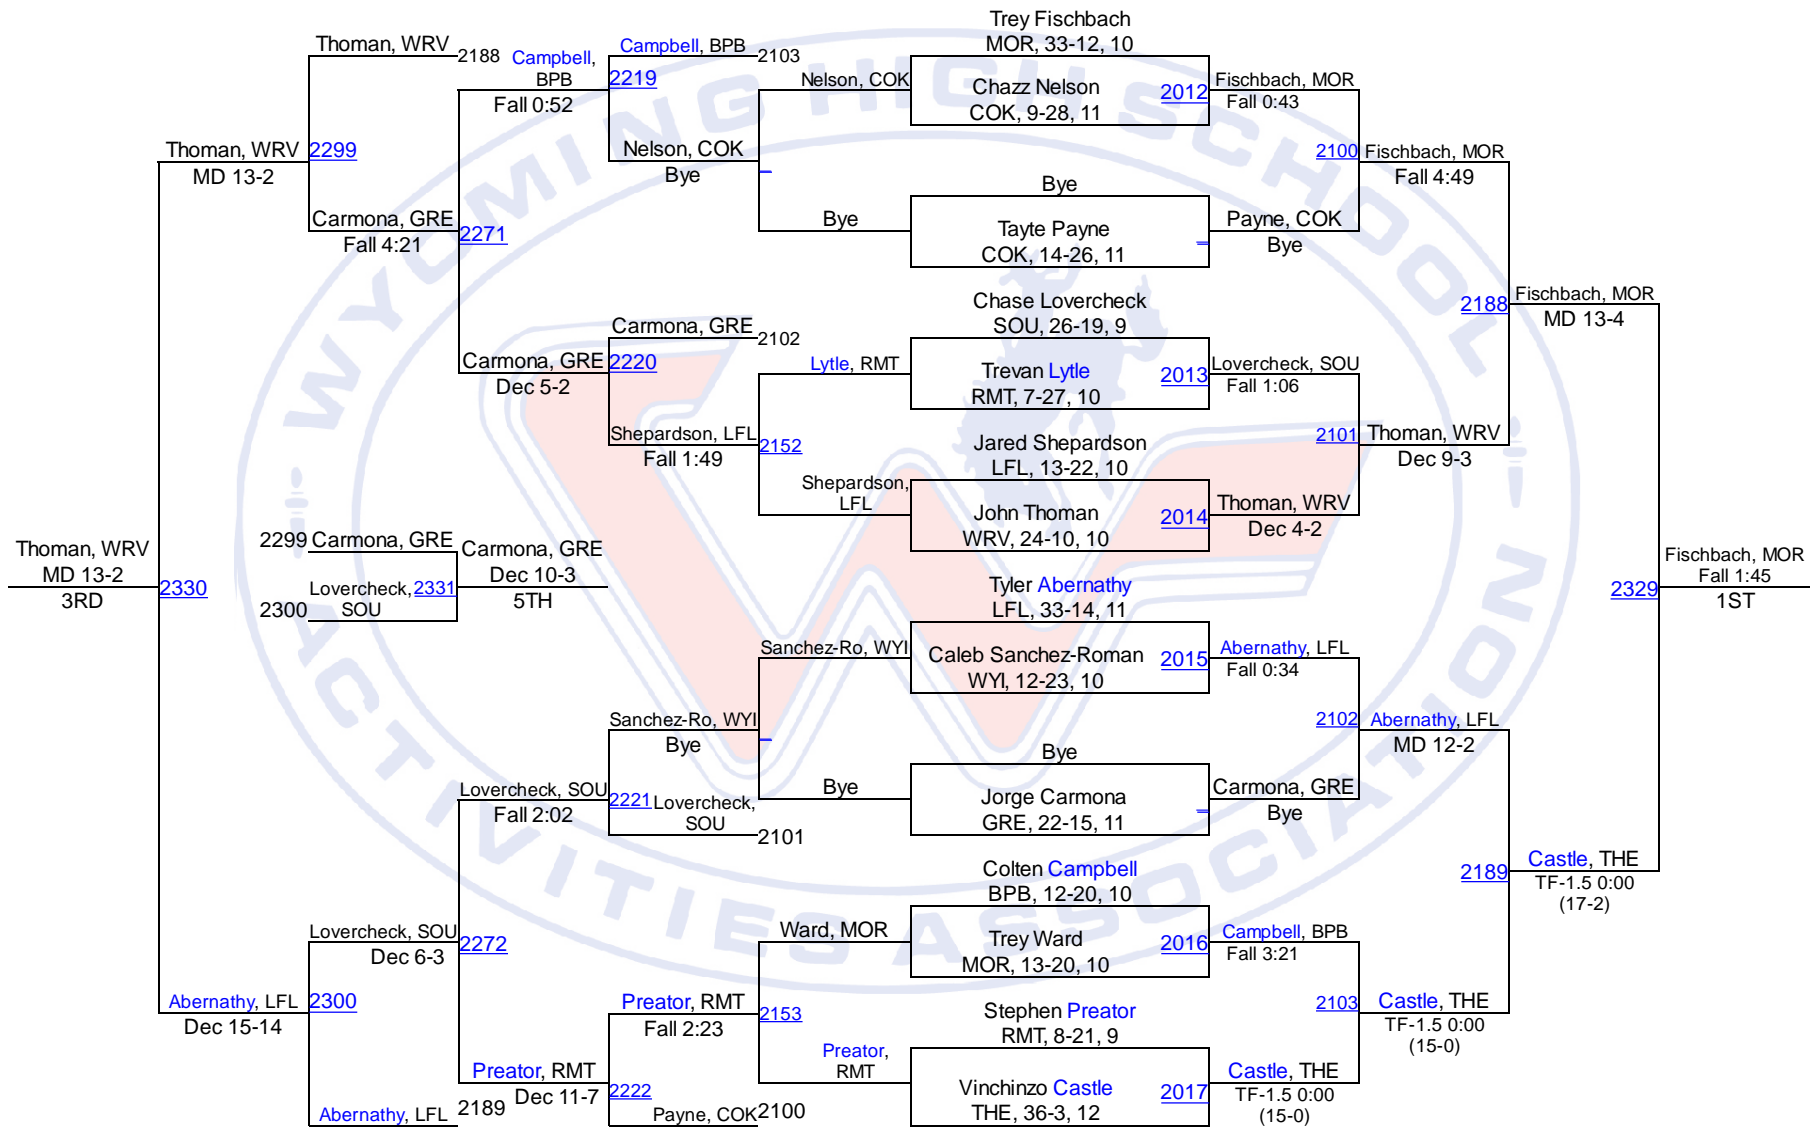 Thoman, WRV
2188
Thoman, WRV
MD 13-2
2299
Carmona, GRE
Fall 4:21
Campbell,
BPB
Fall 0:52
2271
Campbell, BPB
2103
2219
Nelson, COK
Bye
Nelson, COK
Bye
Carmona, GRE
Dec 5-2
Carmona, GRE
2102
2220
Shepardson, LFL
Fall 1:49
Lytle, RMT
2152
Shepardson,
LFL
Thoman, WRV
MD 13-2
3RD
2330
2299
Carmona, GRE
Lovercheck,
SOU
2300
2331
Carmona, GRE
Dec 10-3
5TH
Sanchez-Ro, WYI
Sanchez-Ro, WYI
Bye
Bye
Lovercheck, SOU
Fall 2:02
2221
Lovercheck,
SOU
2101
Lovercheck, SOU
Dec 6-3
2272
Abernathy, LFL
Dec 15-14
2300
Abernathy, LFL
2189
Ward, MOR
Preator, RMT
Fall 2:23
2153
Preator,
RMT
Preator, RMT
Dec 11-7
2222
Payne, COK
2100
Trey Fischbach
MOR, 33-12, 10
Chazz Nelson
COK, 9-28, 11
2012
Bye
Tayte Payne
COK, 14-26, 11
Chase Lovercheck
SOU, 26-19, 9
Trevan Lytle
RMT, 7-27, 10
2013
Jared Shepardson
LFL, 13-22, 10
John Thoman
WRV, 24-10, 10
2014
Tyler Abernathy
LFL, 33-14, 11
Caleb Sanchez-Roman
WYI, 12-23, 10
2015
Bye
Jorge Carmona
GRE, 22-15, 11
Colten Campbell
BPB, 12-20, 10
Trey Ward
MOR, 13-20, 10
2016
Stephen Preator
RMT, 8-21, 9
Vinchinzo Castle
THE, 36-3, 12
2017
Fischbach, MOR
Fall 0:43
2100
Payne, COK
Bye
Fischbach, MOR
Fall 4:49
Lovercheck, SOU
Fall 1:06
2101
Thoman, WRV
Dec 4-2
Thoman, WRV
Dec 9-3
2188
Fischbach, MOR
MD 13-4
Abernathy, LFL
Fall 0:34
2102
Carmona, GRE
Bye
Abernathy, LFL
MD 12-2
Campbell, BPB
Fall 3:21
2103
Castle, THE
TF-1.5 0:00
(15-0)
Castle, THE
TF-1.5 0:00
(15-0)
2189
Castle, THE
TF-1.5 0:00
(17-2)
2329
Fischbach, MOR
Fall 1:45
1ST
WYOMING HIGH SCHOOL
ACTIVITIES ASSOCIATION